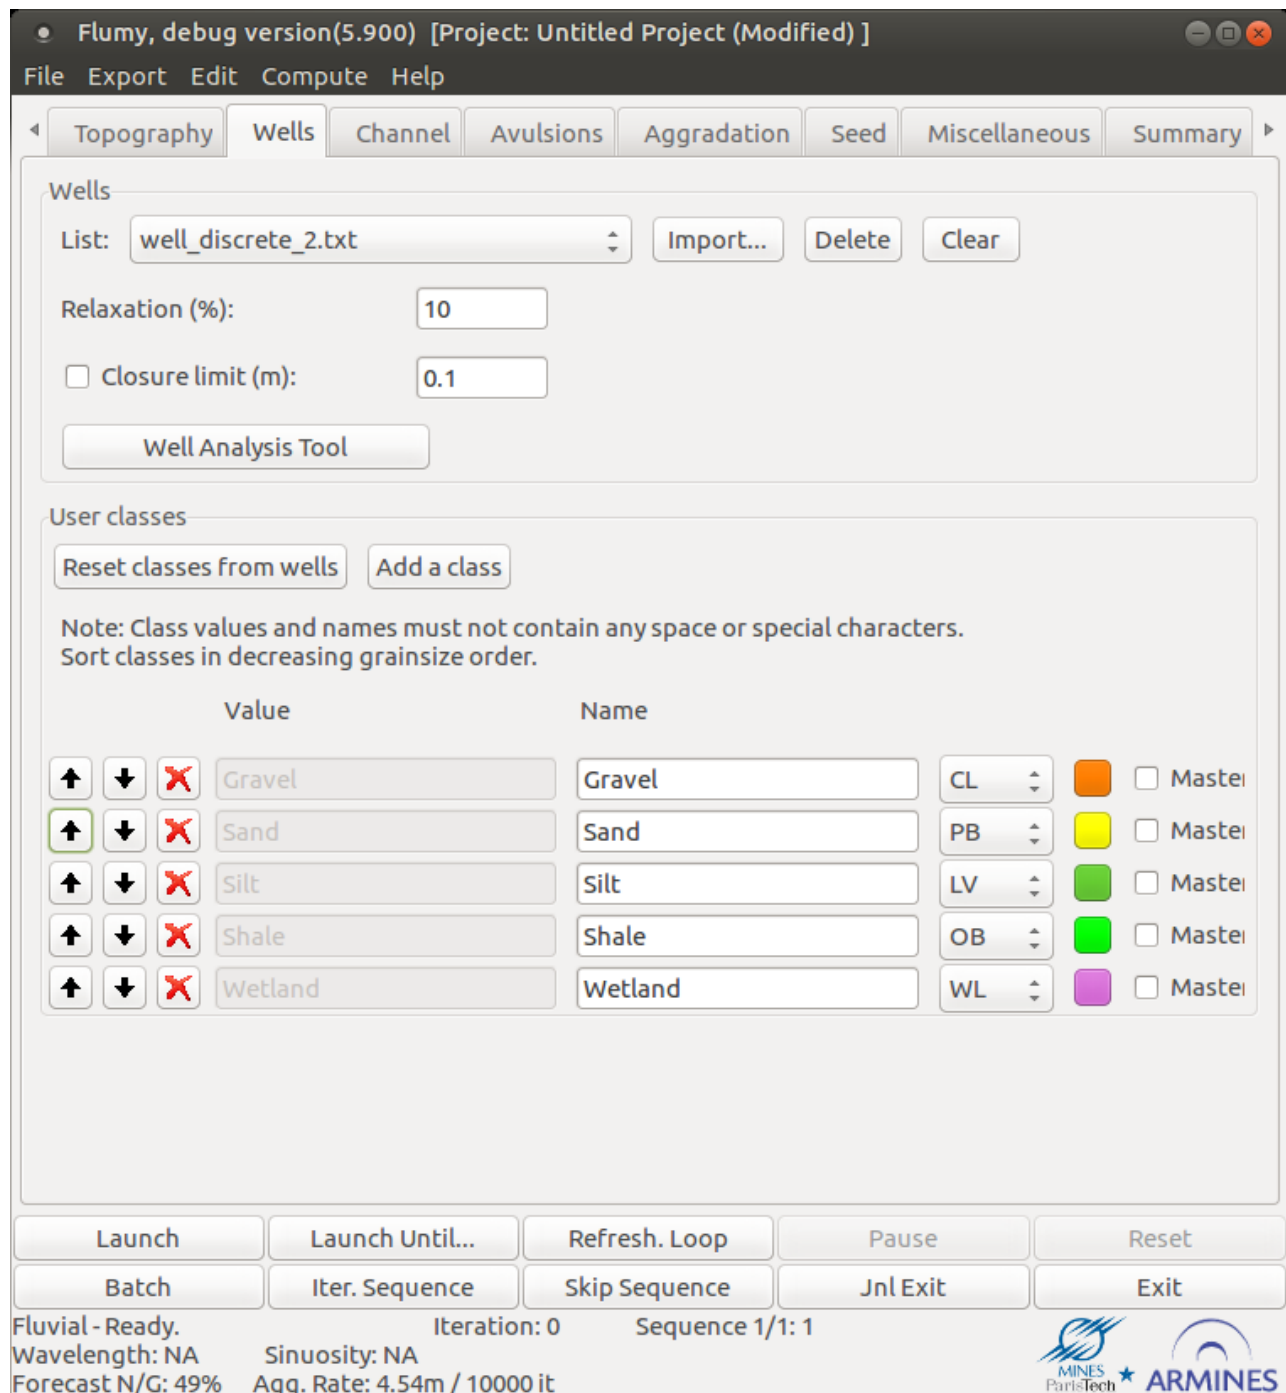 Flumy, debug version(5.900) [Project: Untitled Project (Modified) ]
File Export Edit Compute Help
Topography Wells Channel Avulsions Aggradation Seed Miscellaneous Summary
Wells
List: well_discrete_2.txt Import... Delete Clear
Relaxation (%): 10
Closure limit (m): 0.1
Well Analysis Tool
User classes
Reset classes from wells Add a class
Note: Class values and names must not contain any space or special characters.
Sort classes in decreasing grainsize order.
Value Name
Gravel Gravel CL Master
Sand Sand PB Master
Silt Silt LV Master
Shale Shale OB Master
Wetland Wetland WL Master
Launch Launch Until... Refresh. Loop Pause Reset
Batch Iter. Sequence Skip Sequence Jnl Exit Exit
Fluvial - Ready. Iteration: 0 Sequence 1/1: 1
Wavelength: NA Sinuosity: NA
Forecast N/G: 49% Agg. Rate: 4.54m / 10000 it
MINES
ParisTech ARMINES